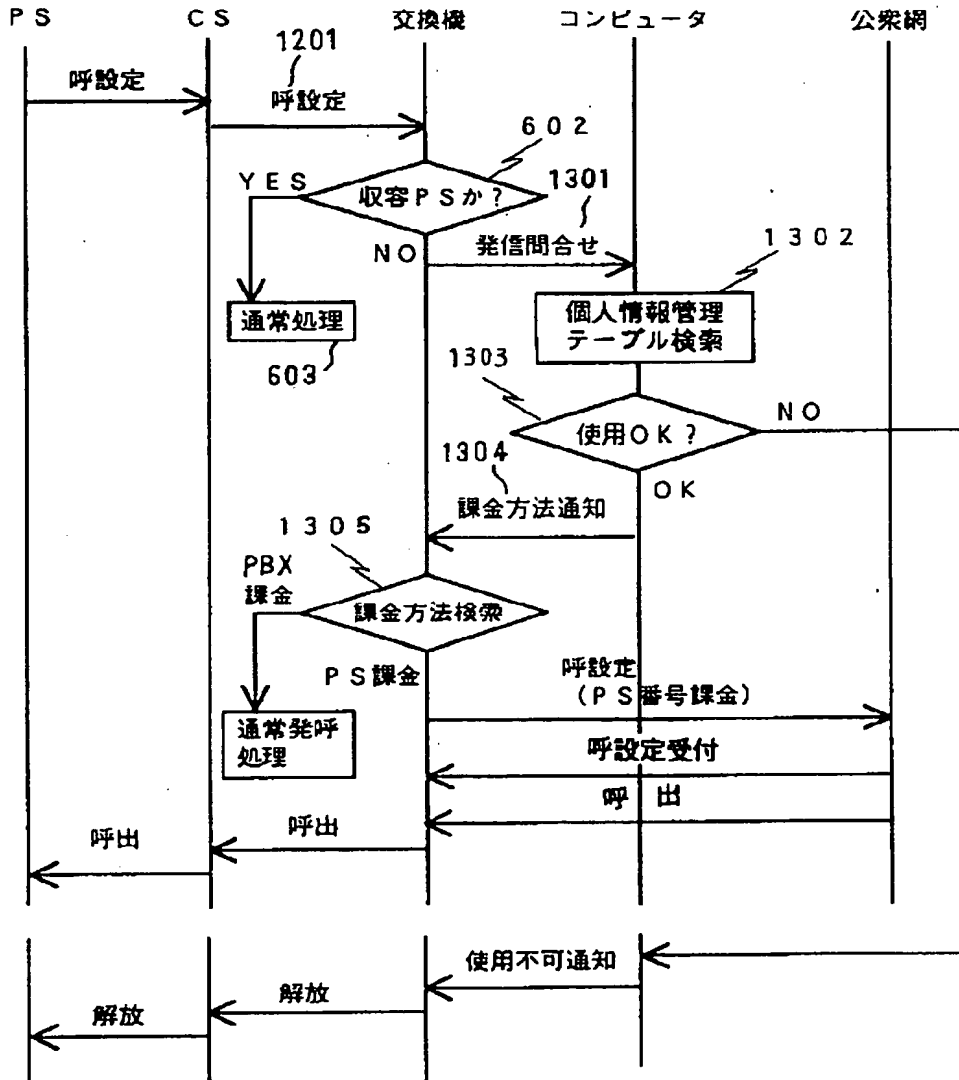 PS
CS
交換機
コンピュータ
公衆網
1201
呼設定
呼設定
602
YES
収容PSか?
1301
NO
発信問合せ
1302
通常処理
個人情報管理
テーブル検索
603
1303
NO
使用OK?
1304
OK
課金方法通知
1305
PBX
課金
課金方法検索
PS課金
呼設定
(PS番号課金)
通常発呼
処理
呼設定受付
呼出
呼出
呼出
使用不可通知
解放
解放